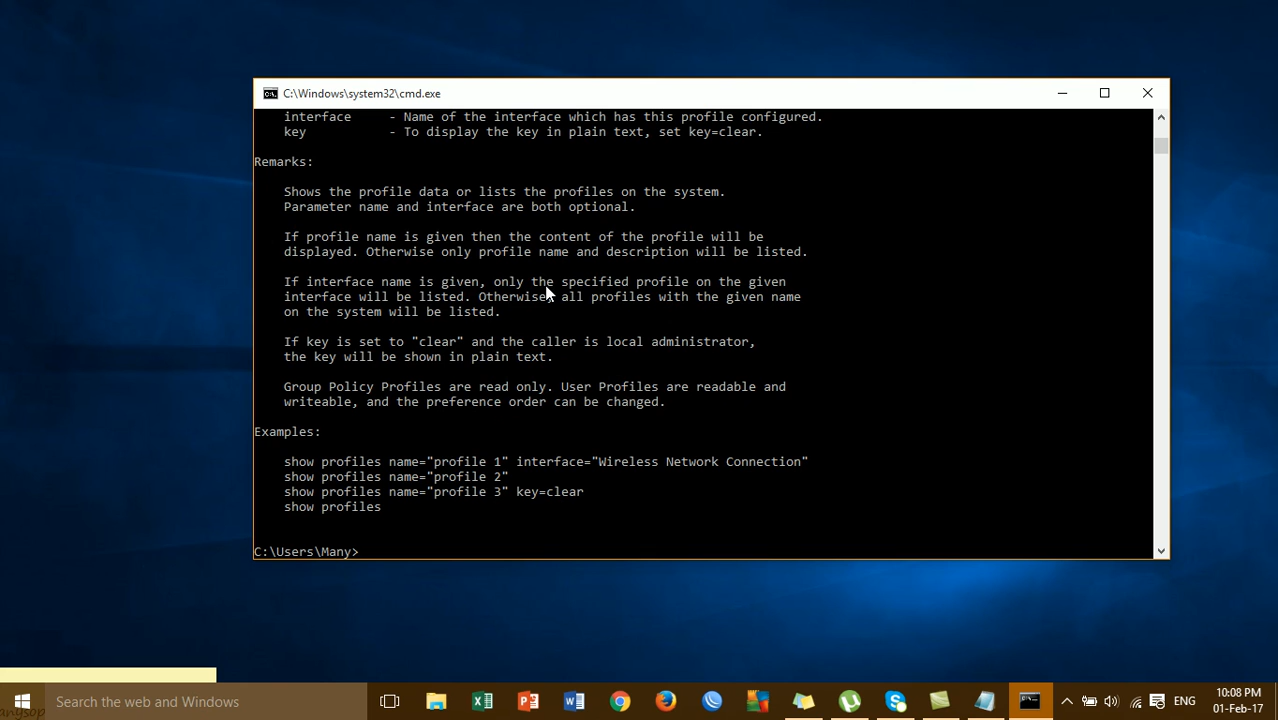 C:\Windows\system32\cmd.exe
interface - Name of the interface which has this profile configured.
key - To display the key in plain text, set key=clear.
Remarks:
Shows the profile data or lists the profiles on the system.
Parameter name and interface are both optional.
If profile name is given then the content of the profile will be
displayed. Otherwise only profile name and description will be listed.
If interface name is given, only the specified profile on the given
interface will be listed. Otherwise, all profiles with the given name
on the system will be listed.
If key is set to "clear" and the caller is local administrator,
the key will be shown in plain text.
Group Policy Profiles are read only. User Profiles are readable and
writeable, and the preference order can be changed.
Examples:
show profiles name="profile 1" interface="Wireless Network Connection"
show profiles name="profile 2"
show profiles name="profile 3" key=clear
show profiles
C:\Users\Many>
Search the web and Windows
ENG
10:08 PM
01-Feb-17